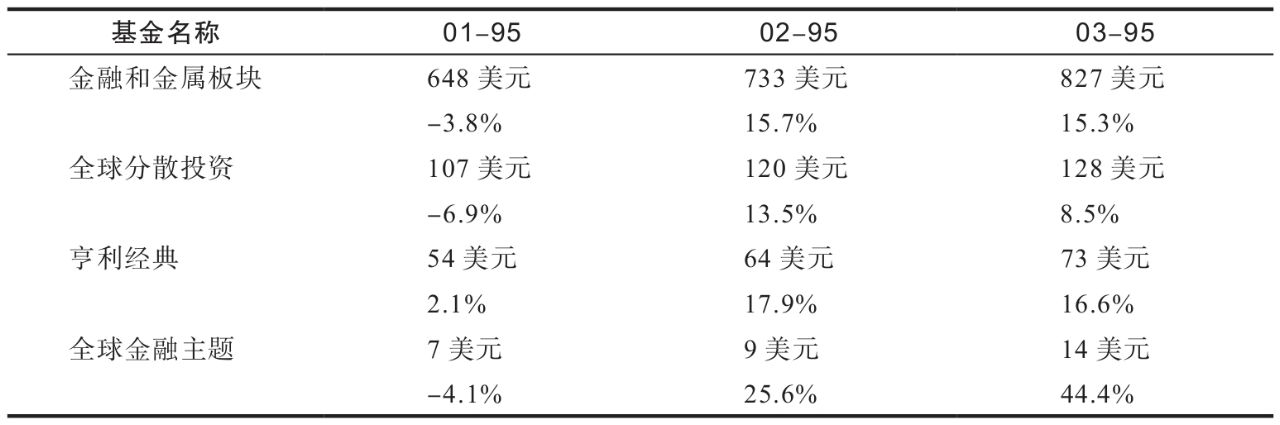 基金名称 01–95 02–95 03–95
金融和金属板块 648 美元 733 美元 827 美元
–3.8% 15.7% 15.3%
全球分散投资 107 美元 120 美元 128 美元
–6.9% 13.5% 8.5%
亨利经典 54 美元 64 美元 73 美元
2.1% 17.9% 16.6%
全球金融主题 7 美元 9 美元 14 美元
–4.1% 25.6% 44.4%